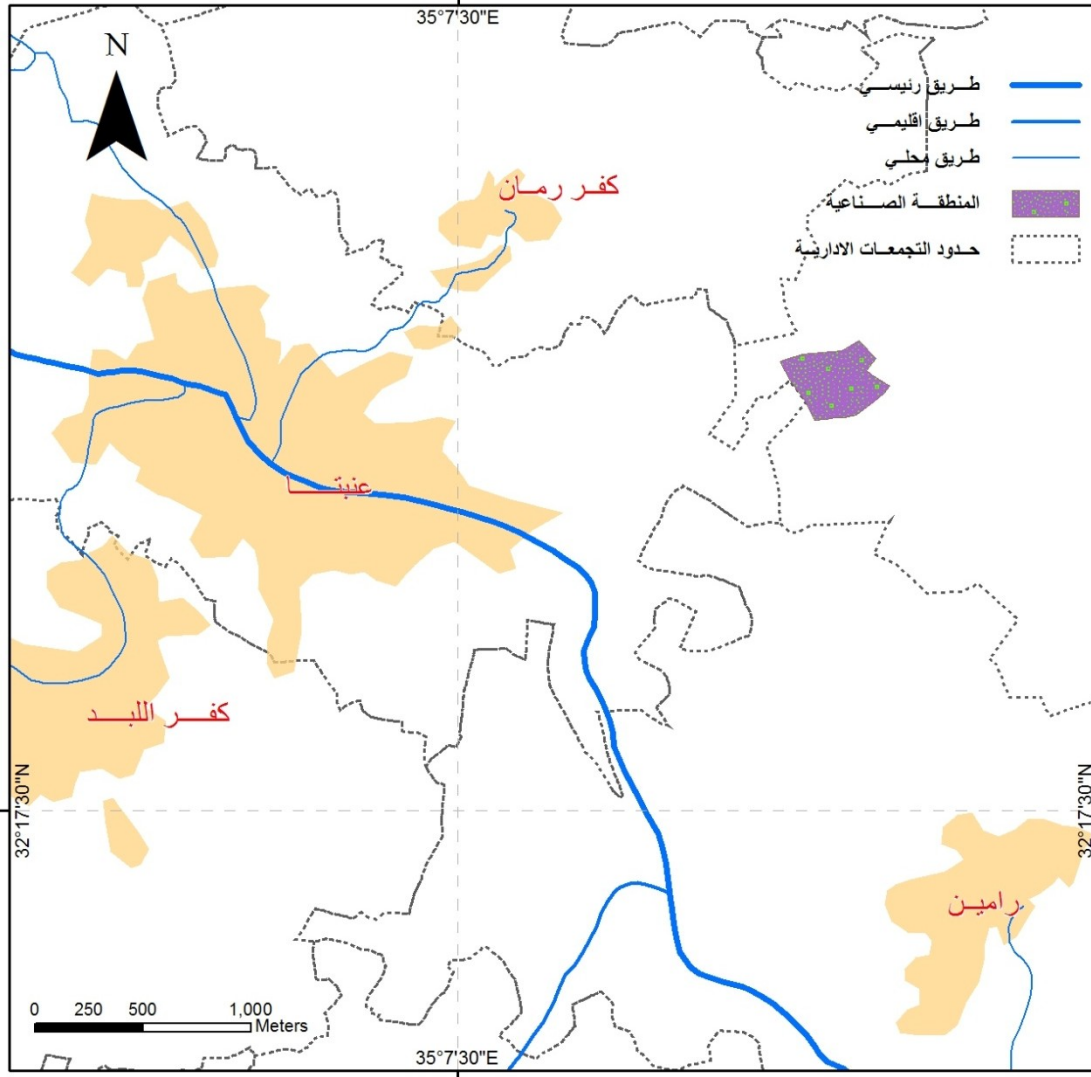 35°7'30"E
N
طريق رئيسي
طريق اقليمي
طريق محلي
المنطقة الصناعية
حدود التجمعات الادارية
كفر رمان
عنبتا
كفر اللبد
32°17'30"N
32°17'30"N
رامين
0 250 500 1,000
Meters
35°7'30"E